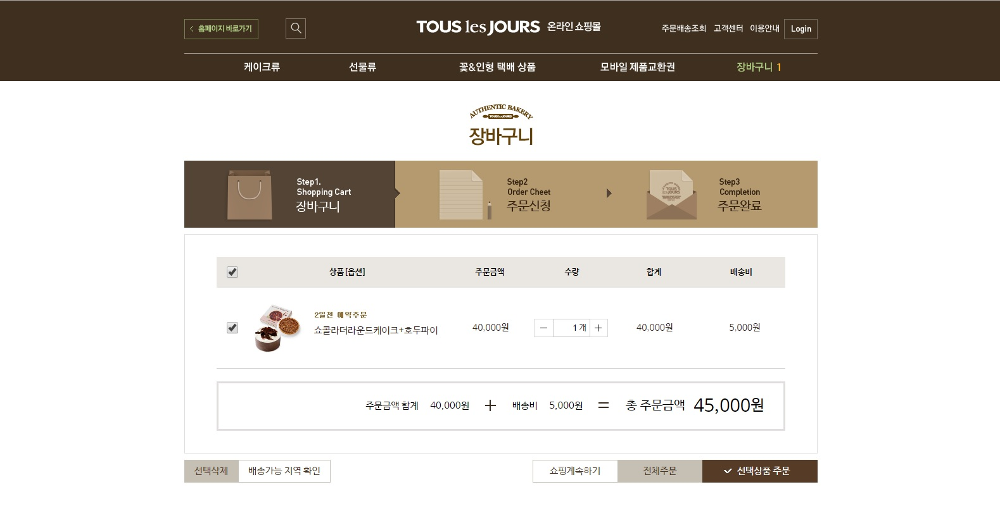 홈페이지 바로가기
TOUS les JOURS 온라인 쇼핑몰
주문배송조회 고객센터 이용안내 Login
케이크류 선물류 꽃&인형 택배 상품 모바일 제품교환권 장바구니 1
AUTHENTIC BAKERY
TOUS les JOURS
장바구니
Step1.
Shopping Cart
장바구니
Step2
Order Cheet
주문신청
AUTHENTIC BAKERY
TOUS
les JOURS
Step3
Completion
주문완료
상품[옵션] 주문금액 수량 합계 배송비
2일전 예약주문
쇼콜라더라운드케이크+호두파이 40,000원 1 개 40,000원 5,000원
주문금액 합계 40,000원 + 배송비 5,000원 = 총 주문금액 45,000원
선택삭제 배송가능 지역 확인 쇼핑계속하기 전체주문 선택상품 주문